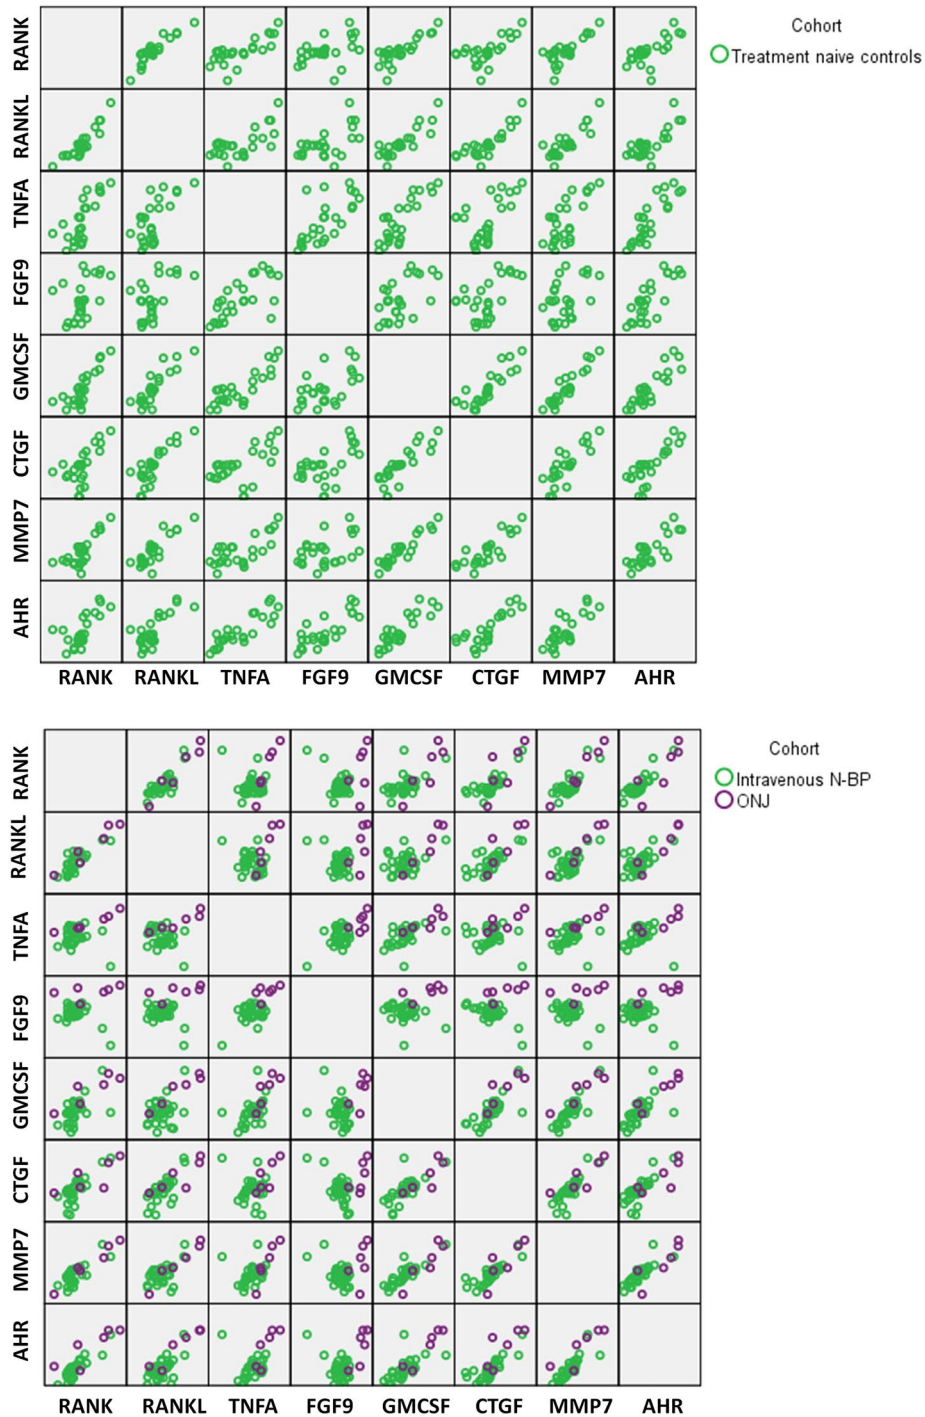 Cohort
Treatment naive controls
RANK
RANKL
TNFA
FGF9
GMCSF
CTGF
MMP7
AHR
RANK RANKL TNFA FGF9 GMCSF CTGF MMP7 AHR
Cohort
Intravenous N-BP
ONJ
RANK
RANKL
TNFA
FGF9
GMCSF
CTGF
MMP7
AHR
RANK RANKL TNFA FGF9 GMCSF CTGF MMP7 AHR